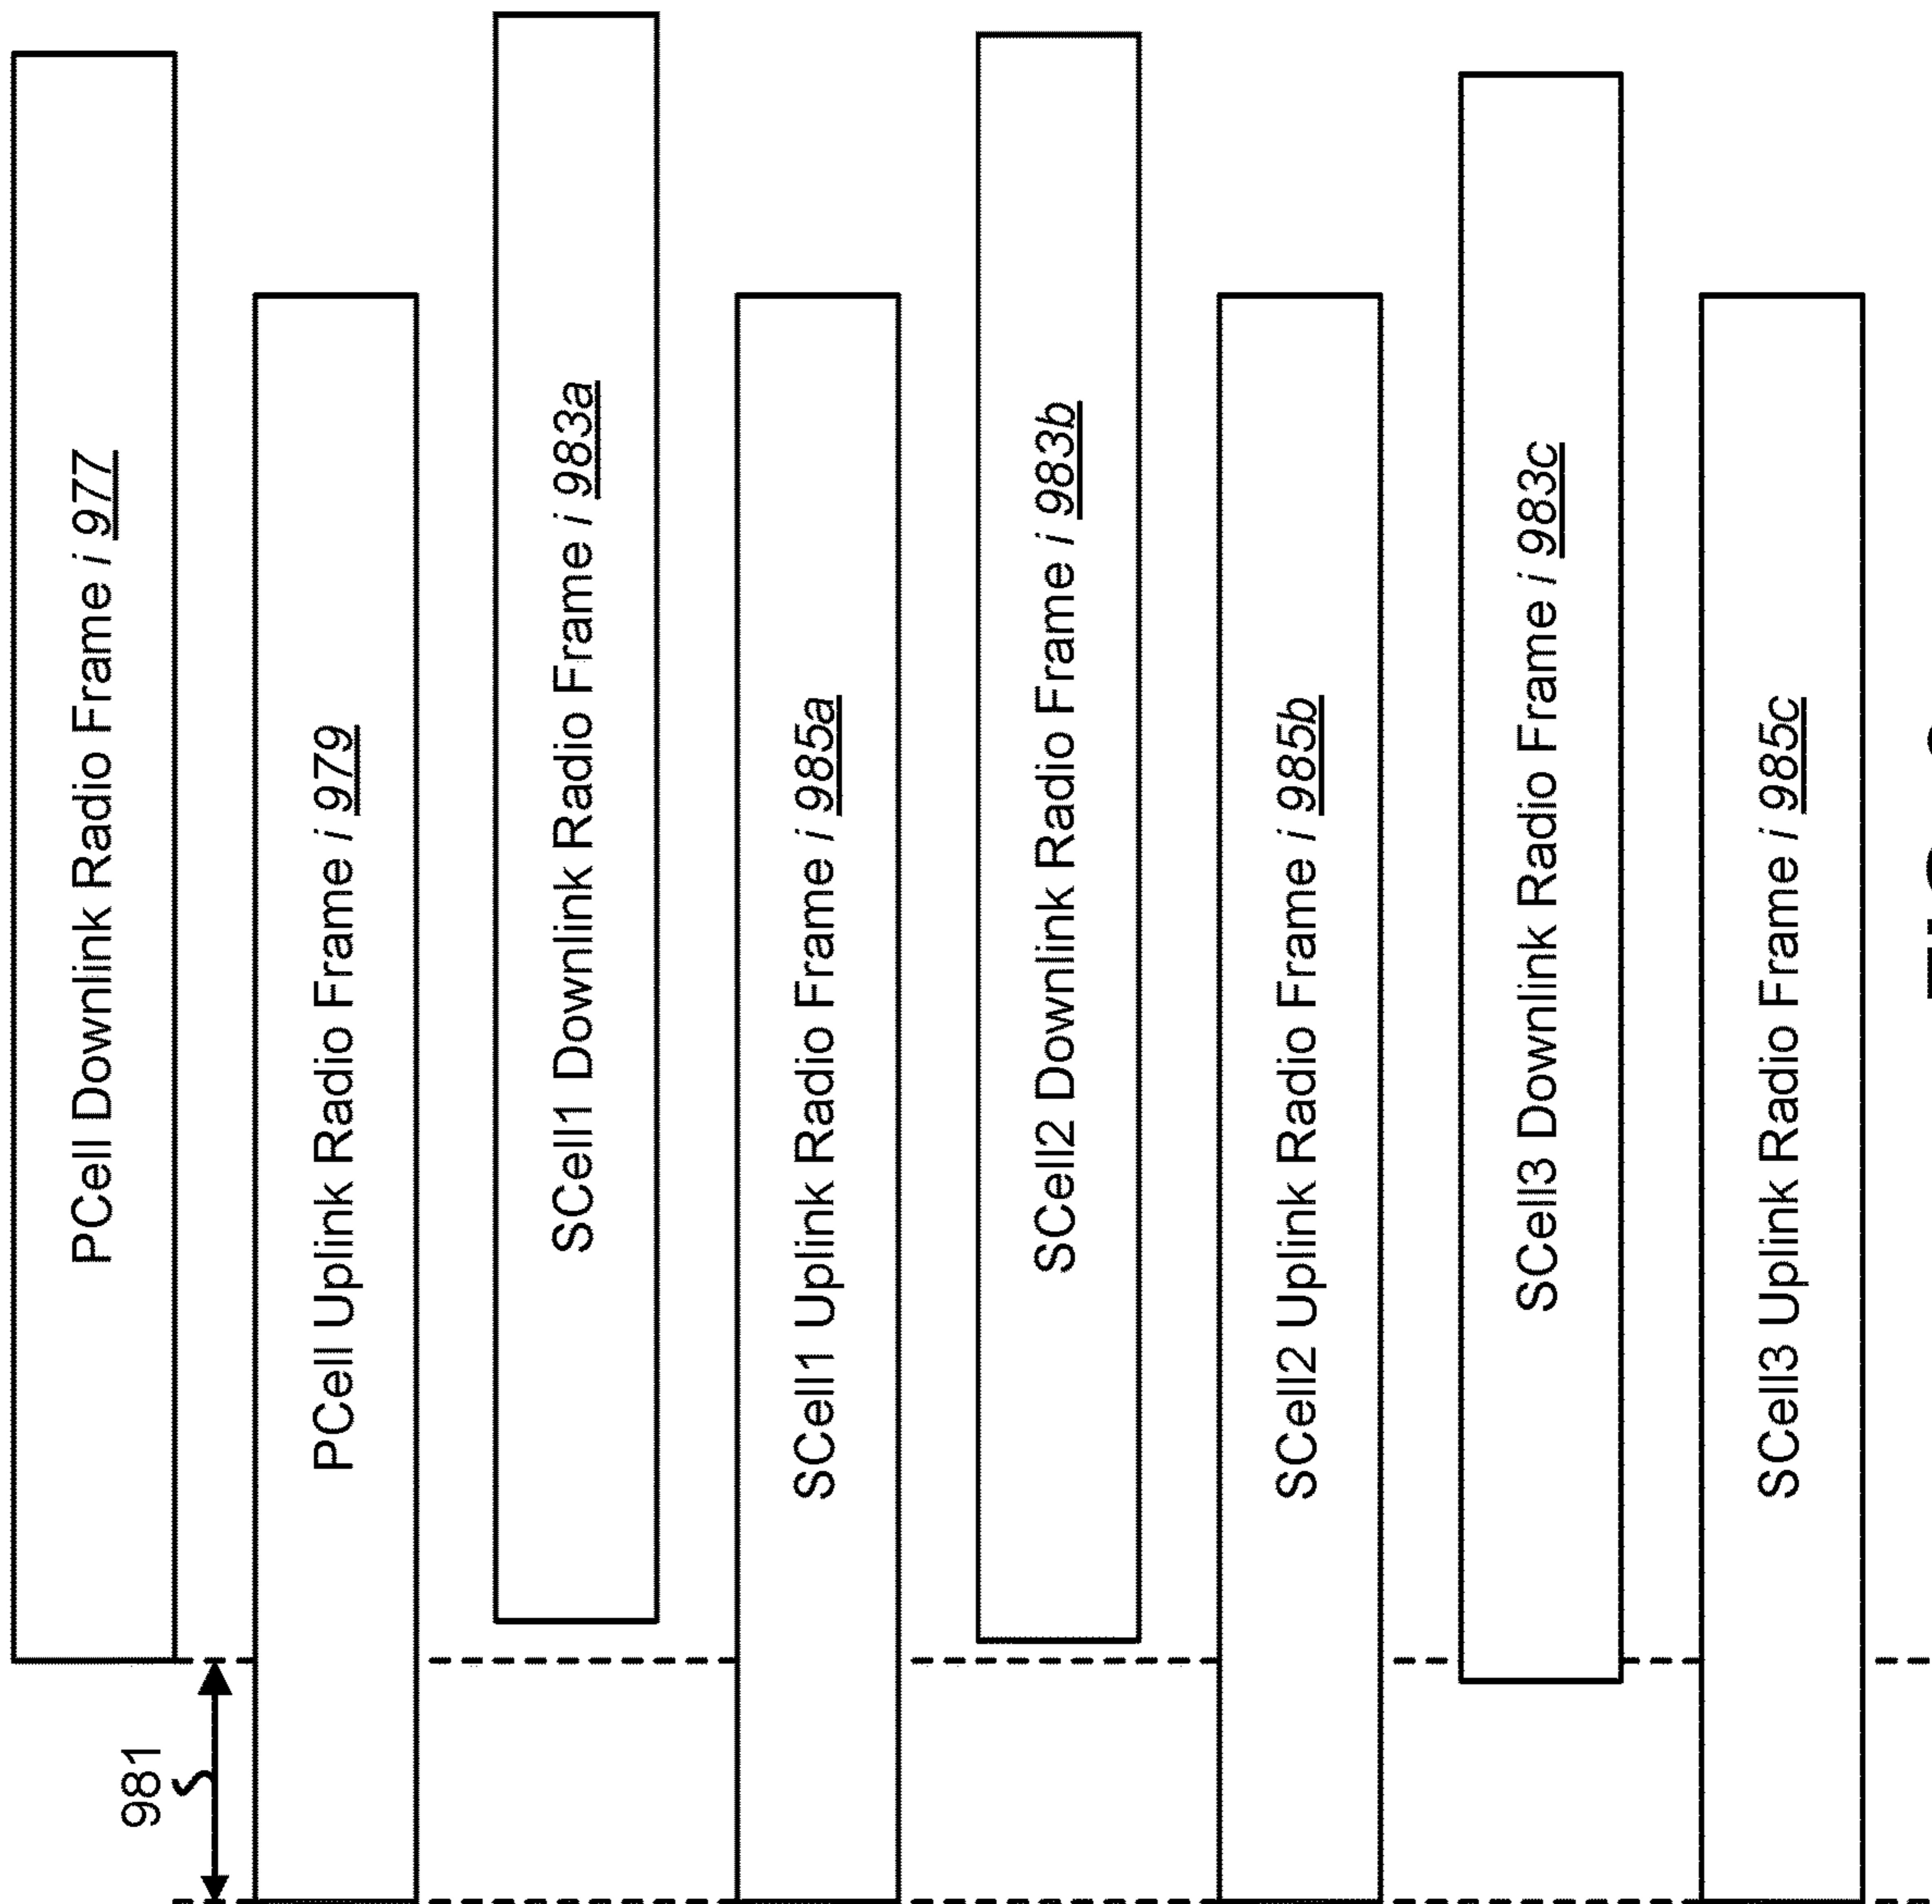 PCell Downlink Radio Frame i 977
981
PCell Uplink Radio Frame i 979
SCell1 Downlink Radio Frame i 983a
SCell1 Uplink Radio Frame i 985a
SCell2 Downlink Radio Frame i 983b
SCell2 Uplink Radio Frame i 985b
SCell3 Downlink Radio Frame i 983c
SCell3 Uplink Radio Frame i 985c